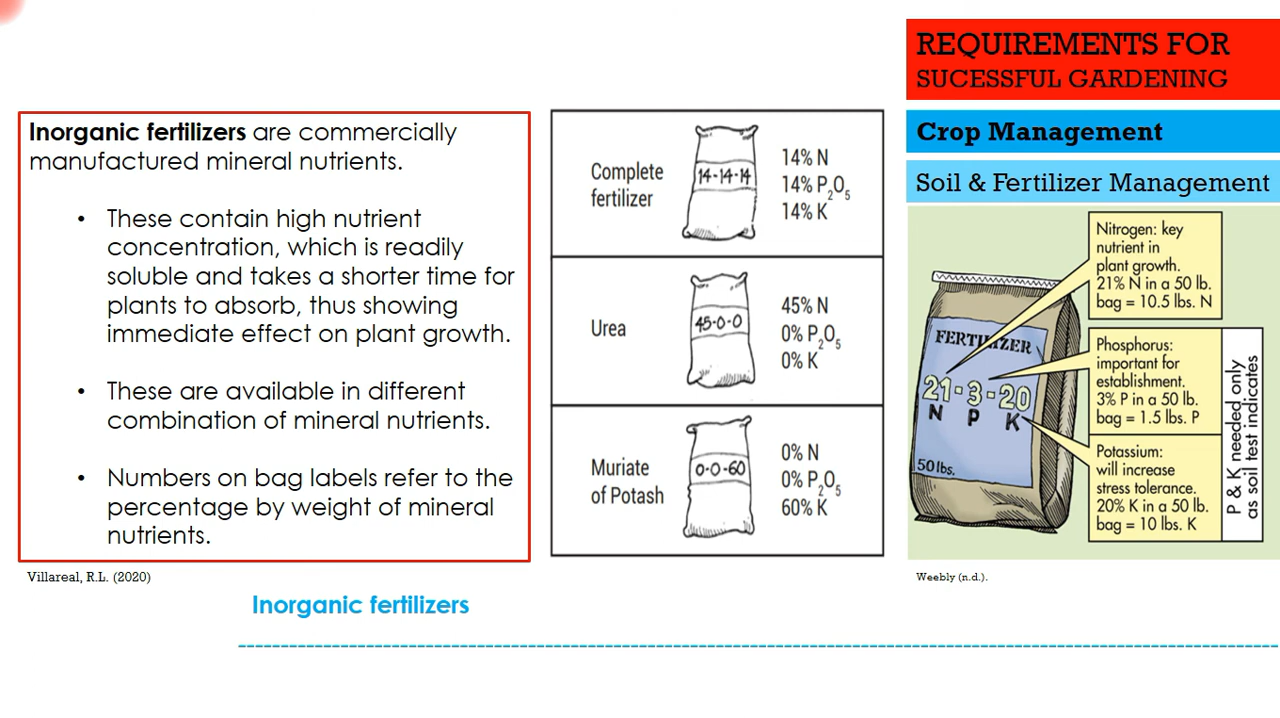 REQUIREMENTS FOR
SUCESSFUL GARDENING
Crop Management
Soil & Fertilizer Management
Inorganic fertilizers are commercially
manufactured mineral nutrients.
• These contain high nutrient
concentration, which is readily
soluble and takes a shorter time for
plants to absorb, thus showing
immediate effect on plant growth.
• These are available in different
combination of mineral nutrients.
• Numbers on bag labels refer to the
percentage by weight of mineral
nutrients.
Villareal, R.L. (2020)
Complete
fertilizer
14-14-14
14% N
14% P₂O₅
14% K
Urea
45-0-0
45% N
0% P₂O₅
0% K
Muriate
of Potash
0-0-60
0% N
0% P₂O₅
60% K
FERTILIZER
21-3-20
N P K
50 lbs.
Nitrogen: key
nutrient in
plant growth.
21% N in a 50 lb.
bag = 10.5 lbs. N
Phosphorus:
important for
establishment.
3% P in a 50 lb.
bag = 1.5 lbs. P
Potassium:
will increase
stress tolerance.
20% K in a 50 lb.
bag = 10 lbs. K
P & K needed only
as soil test indicates
Weebly (n.d.).
Inorganic fertilizers